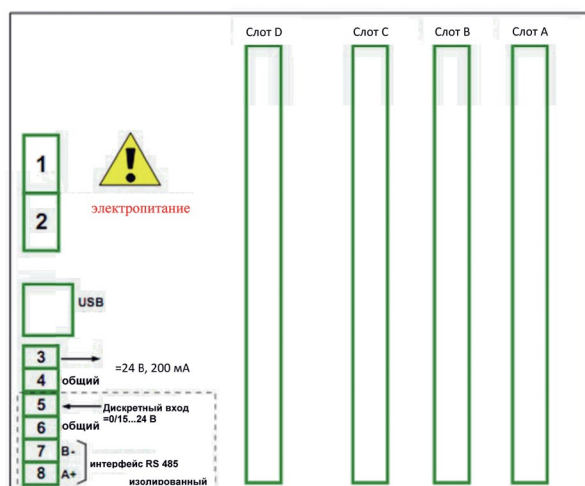 Слот D
Слот C
Слот B
Слот A
1
2
электропитание
USB
3
=24 В, 200 мА
4
общий
5
Дискретный вход
=0/15...24 В
6
общий
7
B-
интерфейс RS 485
8
A+
изолированный